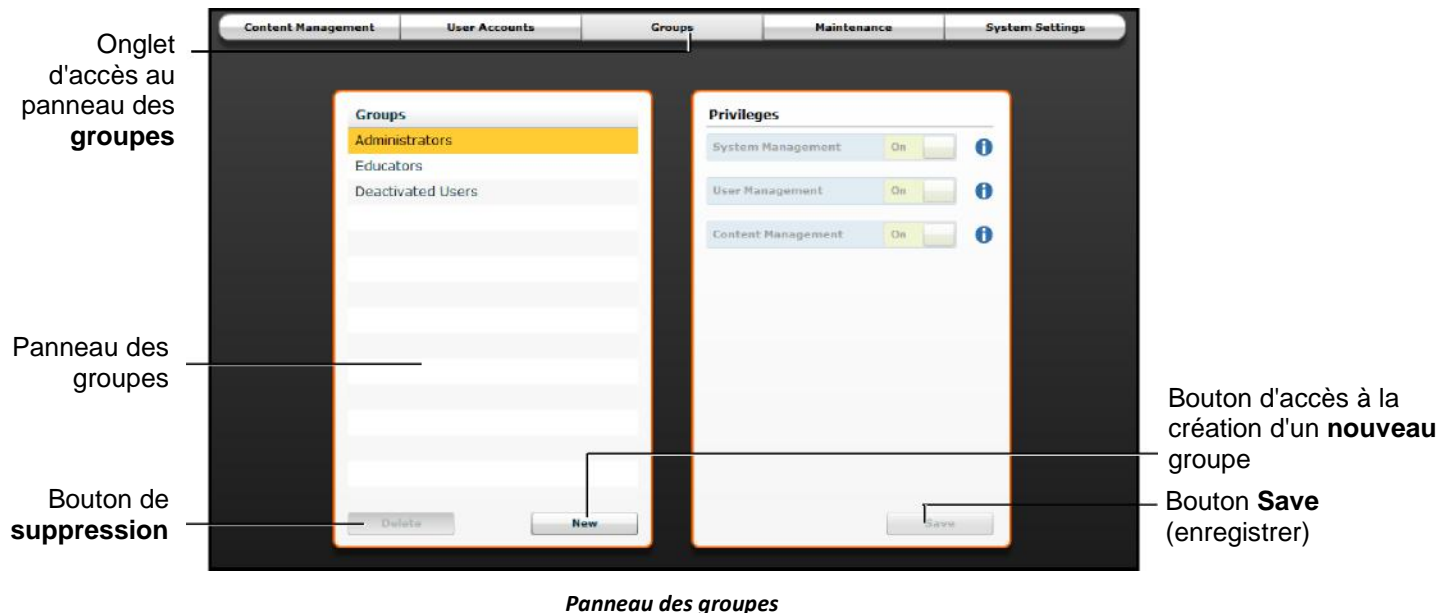 Content Management
User Accounts
Groups
Maintenance
System Settings
Onglet
d'accès au
panneau des
groupes
Groups
Administrators
Educators
Deactivated Users
Privileges
System Management
On
User Management
On
Content Management
On
Panneau des
groupes
Bouton d'accès à la
création d'un nouveau
groupe
Bouton de
suppression
Delete
New
Save
Bouton Save
(enregistrer)
Panneau des groupes